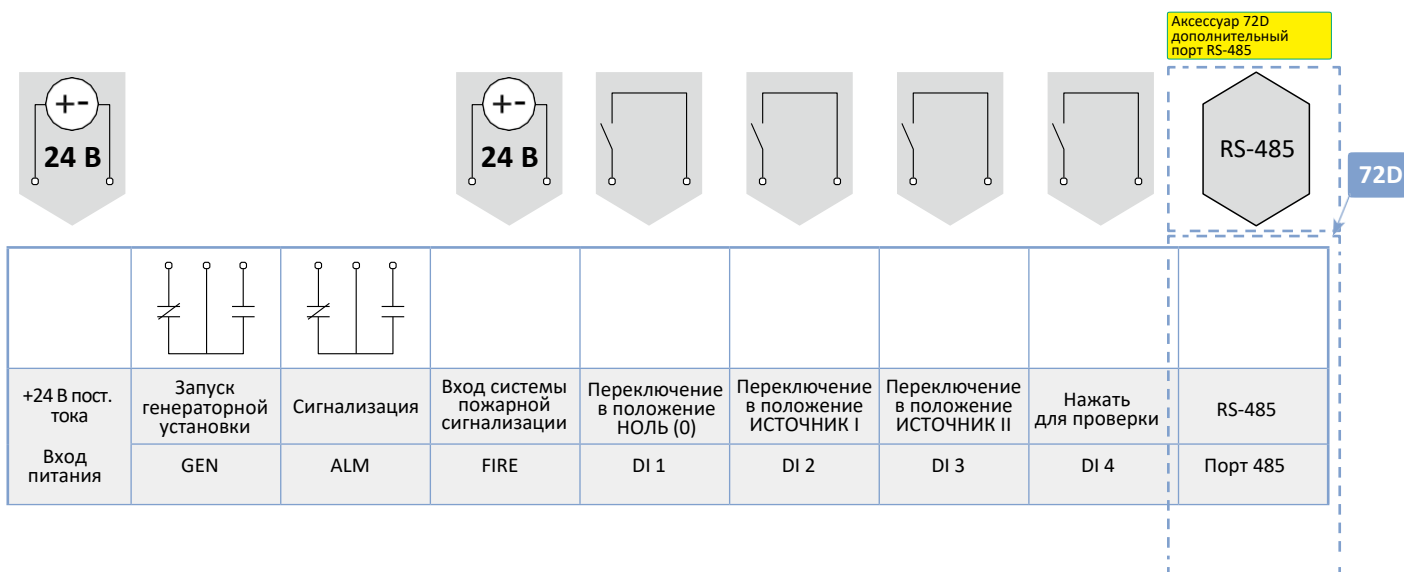 Аксессуар 72D
дополнительный
порт RS-485
+-
24 В
+-
24 В
RS-485
72D
+24 В пост.
тока
Вход
питания
Запуск
генераторной
установки
Сигнализация
Вход системы
пожарной
сигнализации
Переключение
в положение
НОЛЬ (0)
Переключение
в положение
ИСТОЧНИК I
Переключение
в положение
ИСТОЧНИК II
Нажать
для проверки
RS-485
GEN
ALM
FIRE
DI 1
DI 2
DI 3
DI 4
Порт 485